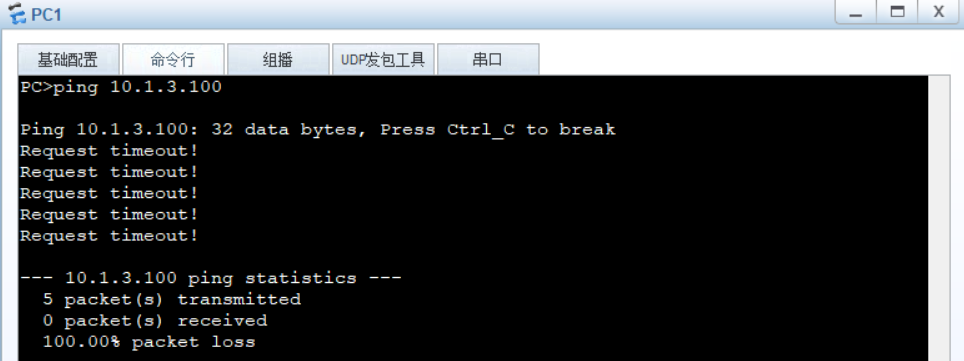 PC1
基础配置 命令行 组播 UDP发包工具 串口
PC>ping 10.1.3.100
Ping 10.1.3.100: 32 data bytes, Press Ctrl_C to break
Request timeout!
Request timeout!
Request timeout!
Request timeout!
Request timeout!
--- 10.1.3.100 ping statistics ---
5 packet(s) transmitted
0 packet(s) received
100.00% packet loss